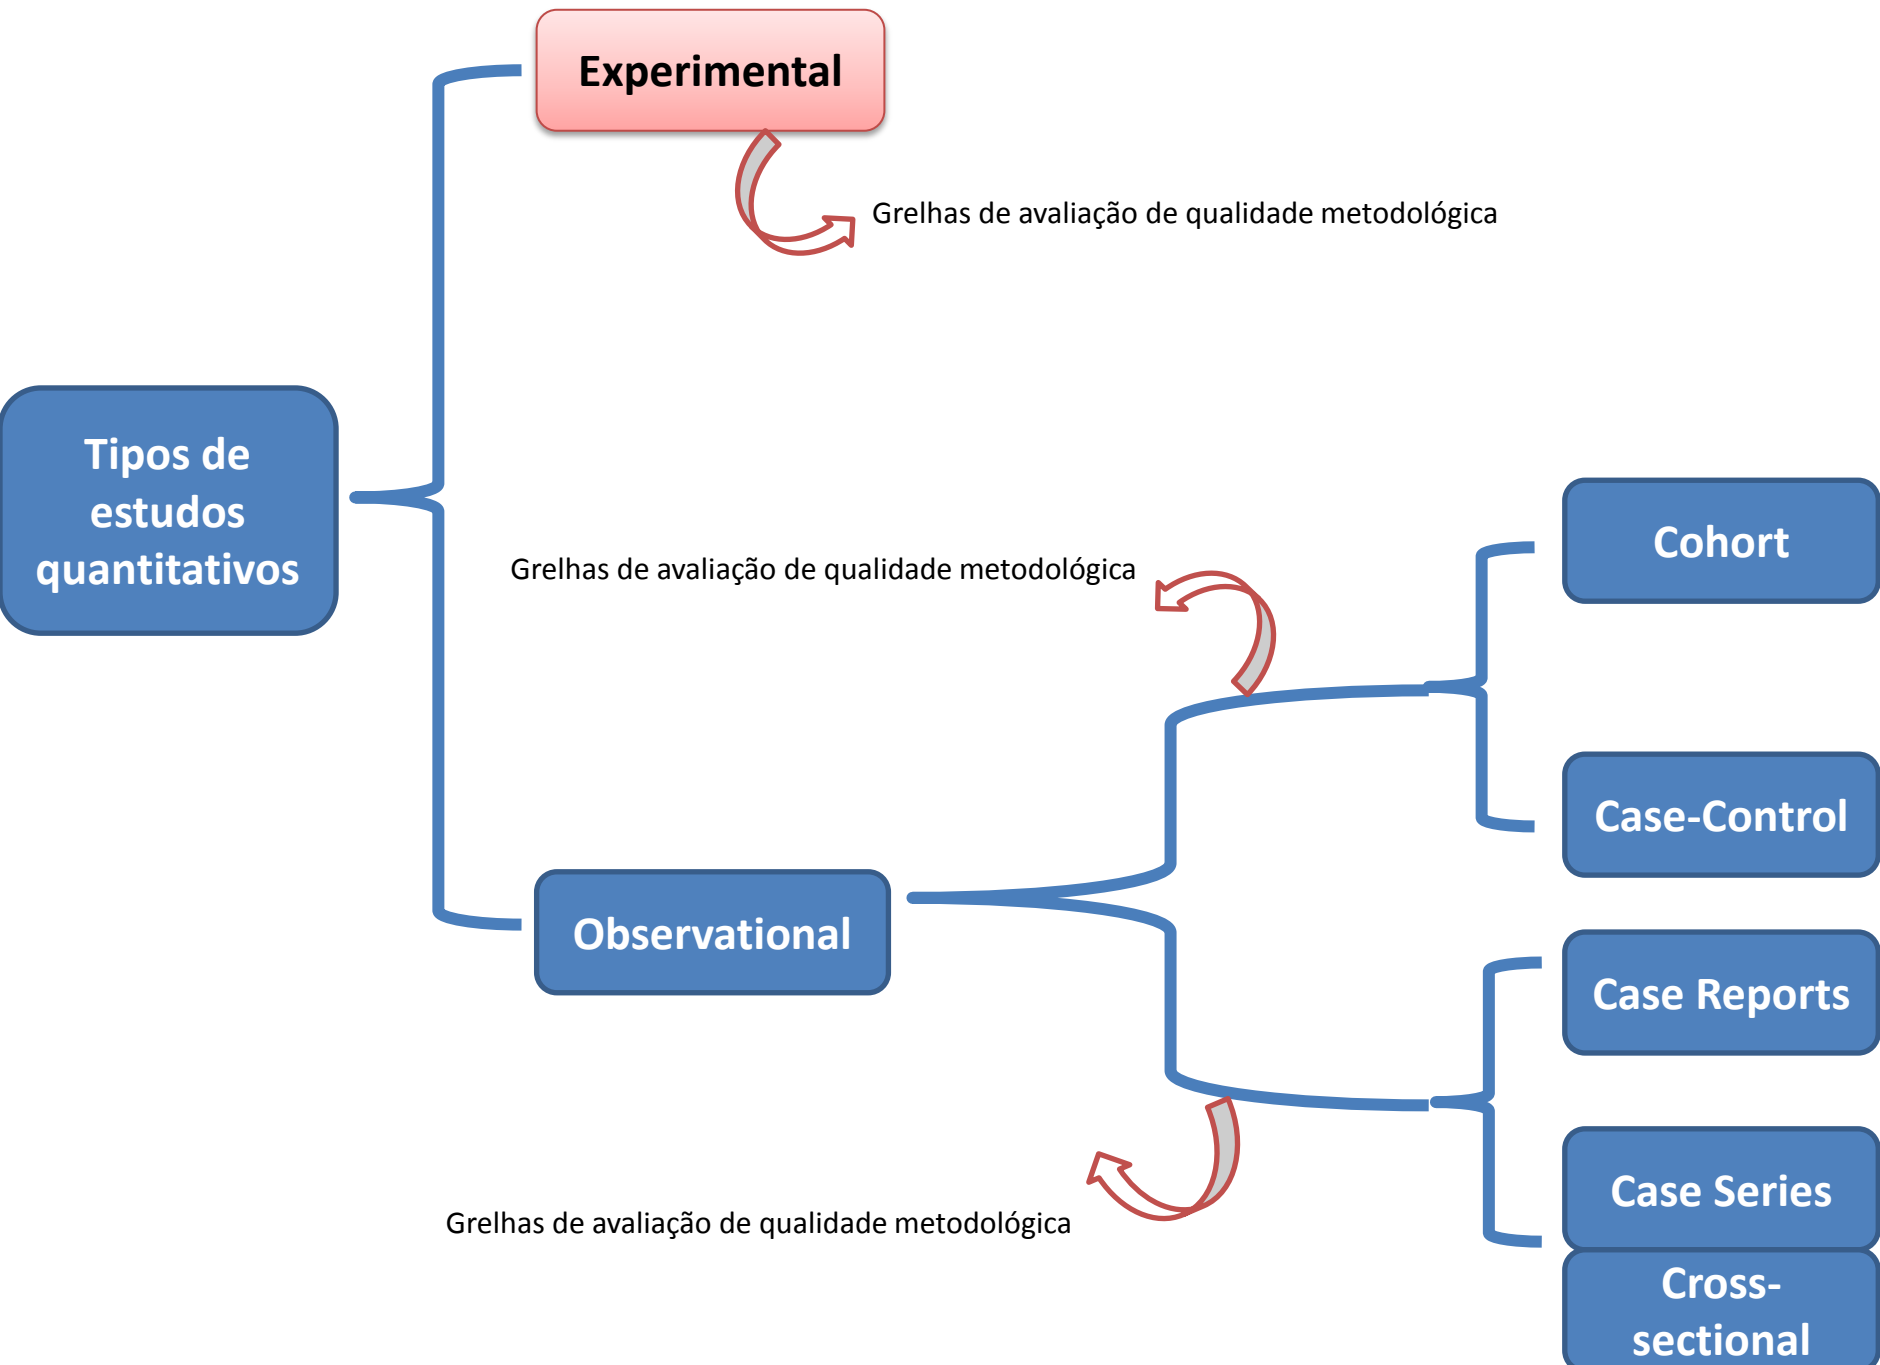 Experimental
Grelhas de avaliação de qualidade metodológica
Tipos de
estudos
quantitativos
Cohort
Grelhas de avaliação de qualidade metodológica
Case-Control
Observational
Case Reports
Case Series
Grelhas de avaliação de qualidade metodológica
Cross-
sectional